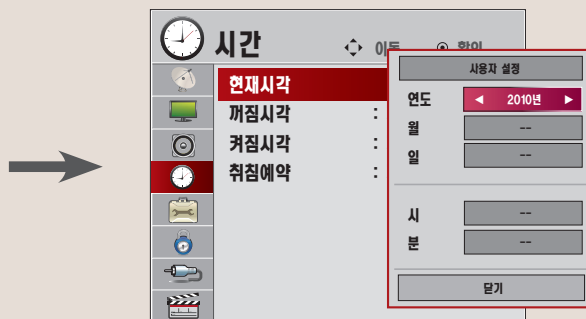 시간
이동 확인
현재시각
꺼짐시각 :
켜짐시각 :
취침예약 :
사용자 설정
연도 ◀ 2010년 ▶
월 --
일 --
시 --
분 --
닫기